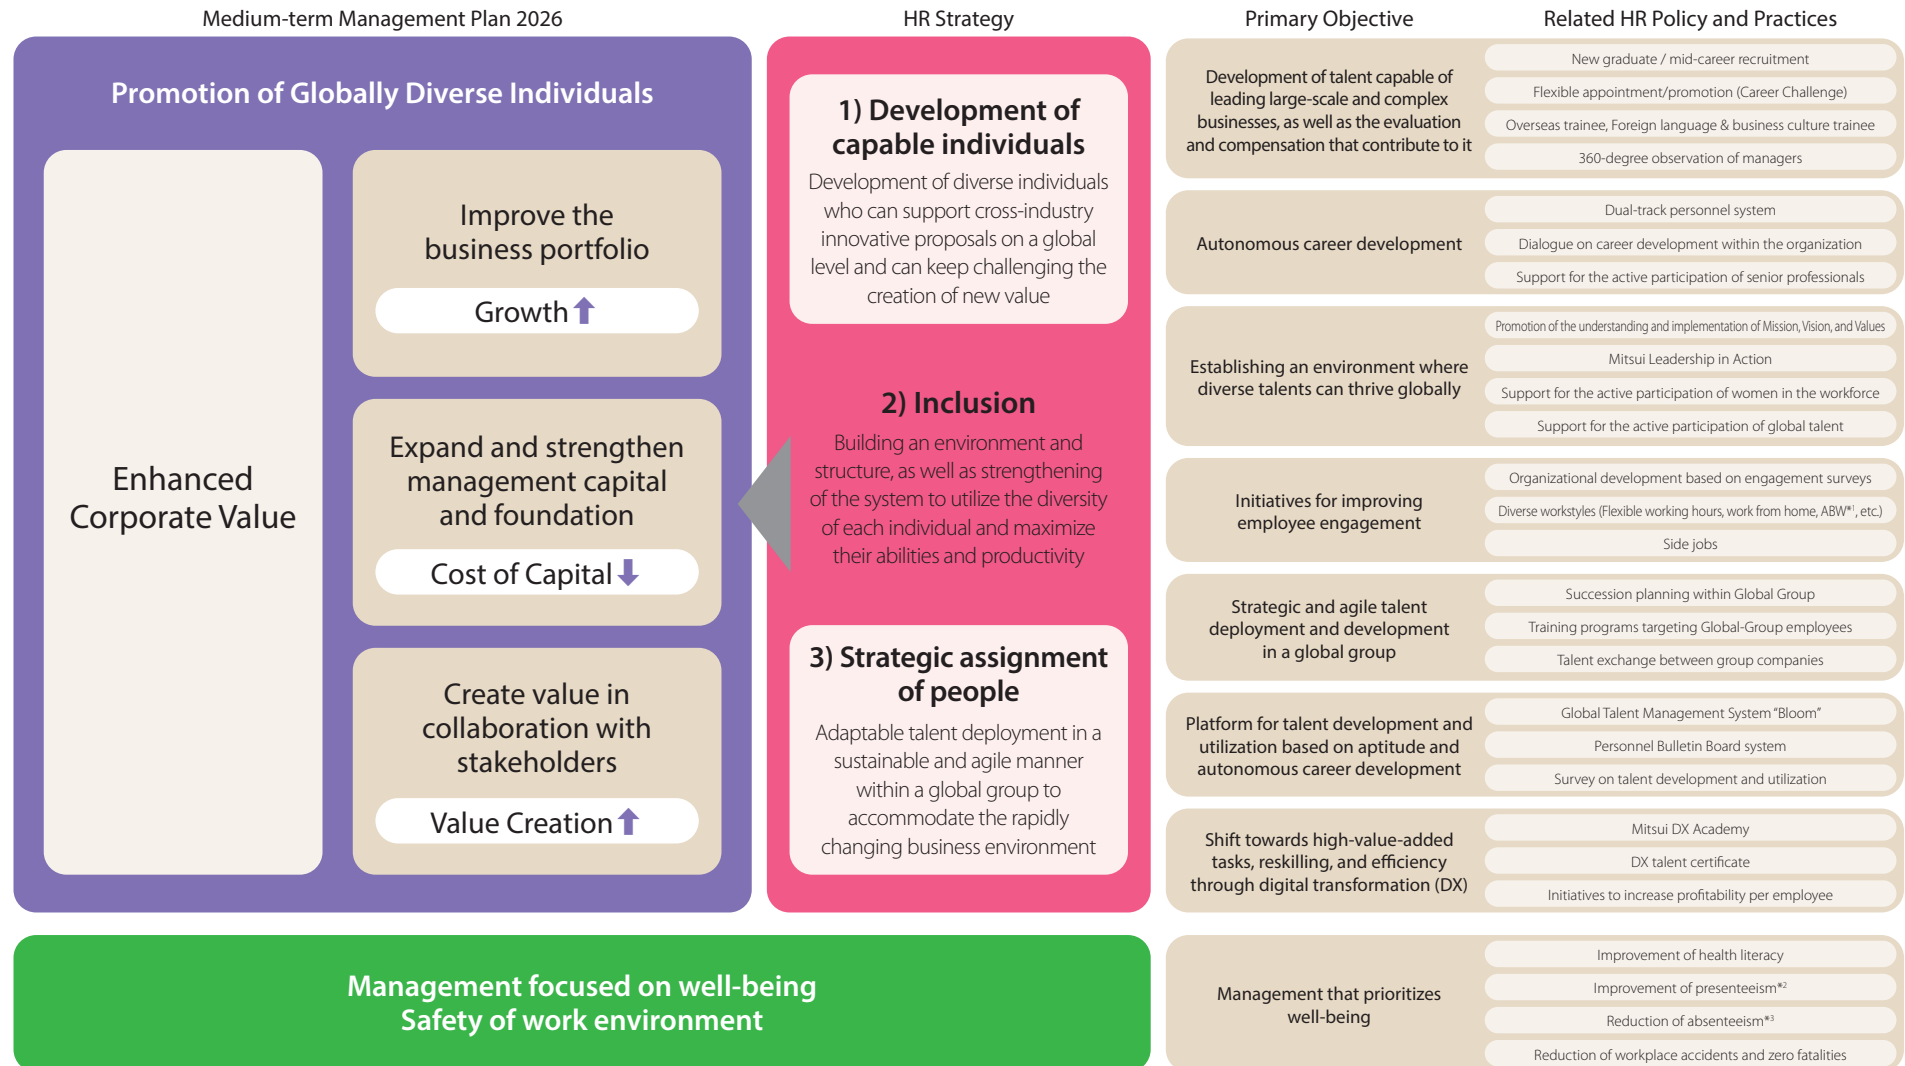 Medium-term Management Plan 2026
HR Strategy
Primary Objective
Related HR Policy and Practices
Promotion of Globally Diverse Individuals
Enhanced
Corporate Value
Improve the
business portfolio
Growth
Expand and strengthen
management capital
and foundation
Cost of Capital
Create value in
collaboration with
stakeholders
Value Creation
1) Development of
capable individuals
Development of diverse individuals
who can support cross-industry
innovative proposals on a global
level and can keep challenging the
creation of new value
2) Inclusion
Building an environment and
structure, as well as strengthening
of the system to utilize the diversity
of each individual and maximize
their abilities and productivity
3) Strategic assignment
of people
Adaptable talent deployment in a
sustainable and agile manner
within a global group to
accommodate the rapidly
changing business environment
Management focused on well-being
Safety of work environment
Development of talent capable of
leading large-scale and complex
businesses, as well as the evaluation
and compensation that contribute to it
New graduate / mid-career recruitment
Flexible appointment/promotion (Career Challenge)
Overseas trainee, Foreign language & business culture trainee
360-degree observation of managers
Autonomous career development
Dual-track personnel system
Dialogue on career development within the organization
Support for the active participation of senior professionals
Establishing an environment where
diverse talents can thrive globally
Promotion of the understanding and implementation of Mission, Vision, and Values
Mitsui Leadership in Action
Support for the active participation of women in the workforce
Support for the active participation of global talent
Initiatives for improving
employee engagement
Organizational development based on engagement surveys
Diverse workstyles (Flexible working hours, work from home, ABW*1, etc.)
Side jobs
Strategic and agile talent
deployment and development
in a global group
Succession planning within Global Group
Training programs targeting Global-Group employees
Talent exchange between group companies
Platform for talent development and
utilization based on aptitude and
autonomous career development
Global Talent Management System “Bloom”
Personnel Bulletin Board system
Survey on talent development and utilization
Shift towards high-value-added
tasks, reskilling, and efficiency
through digital transformation (DX)
Mitsui DX Academy
DX talent certificate
Initiatives to increase profitability per employee
Management that prioritizes
well-being
Improvement of health literacy
Improvement of presenteeism*2
Reduction of absenteeism*3
Reduction of workplace accidents and zero fatalities